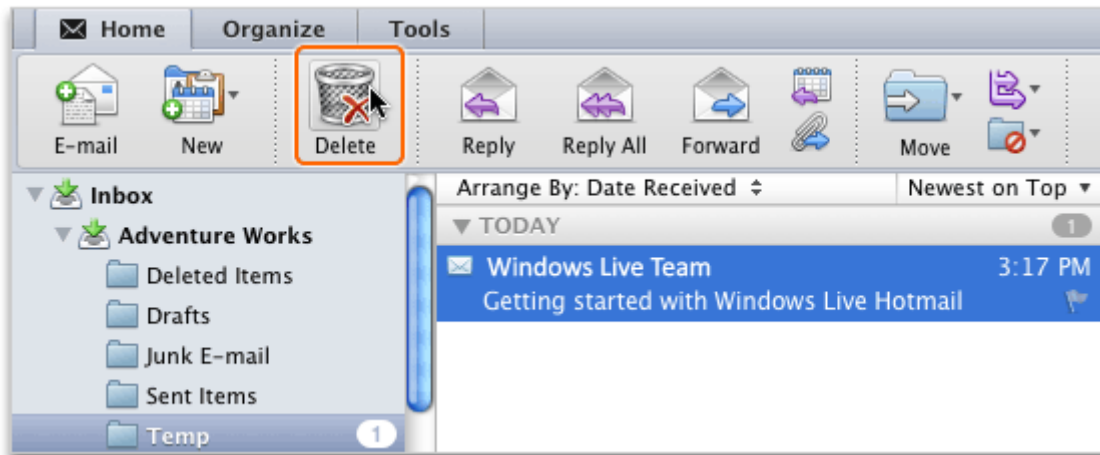 Home Organize Tools
E-mail New Delete Reply Reply All Forward Move
Inbox
Adventure Works
Deleted Items
Drafts
Junk E-mail
Sent Items
Temp 1
Arrange By: Date Received Newest on Top
TODAY 1
Windows Live Team 3:17 PM
Getting started with Windows Live Hotmail